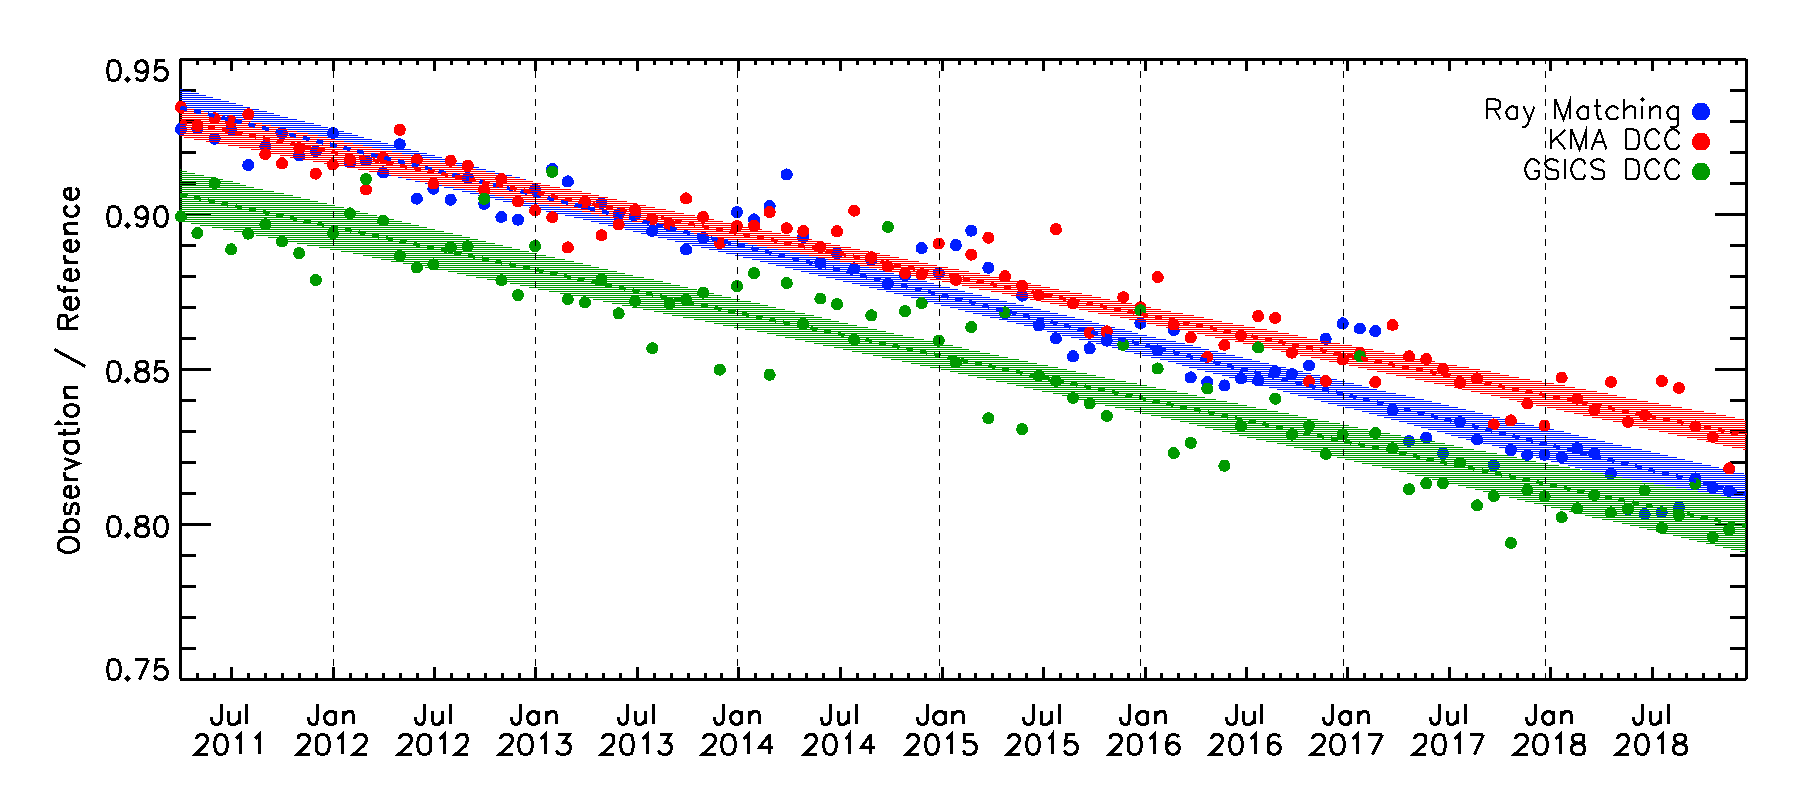 0.95
0.90
0.85
0.80
0.75
Observation / Reference
Ray Matching
KMA DCC
GSICS DCC
Jul Jan Jul Jan Jul Jan Jul Jan Jul Jan Jul Jan Jul Jan Jul
2011 2012 2012 2013 2013 2014 2014 2015 2015 2016 2016 2017 2017 2018 2018